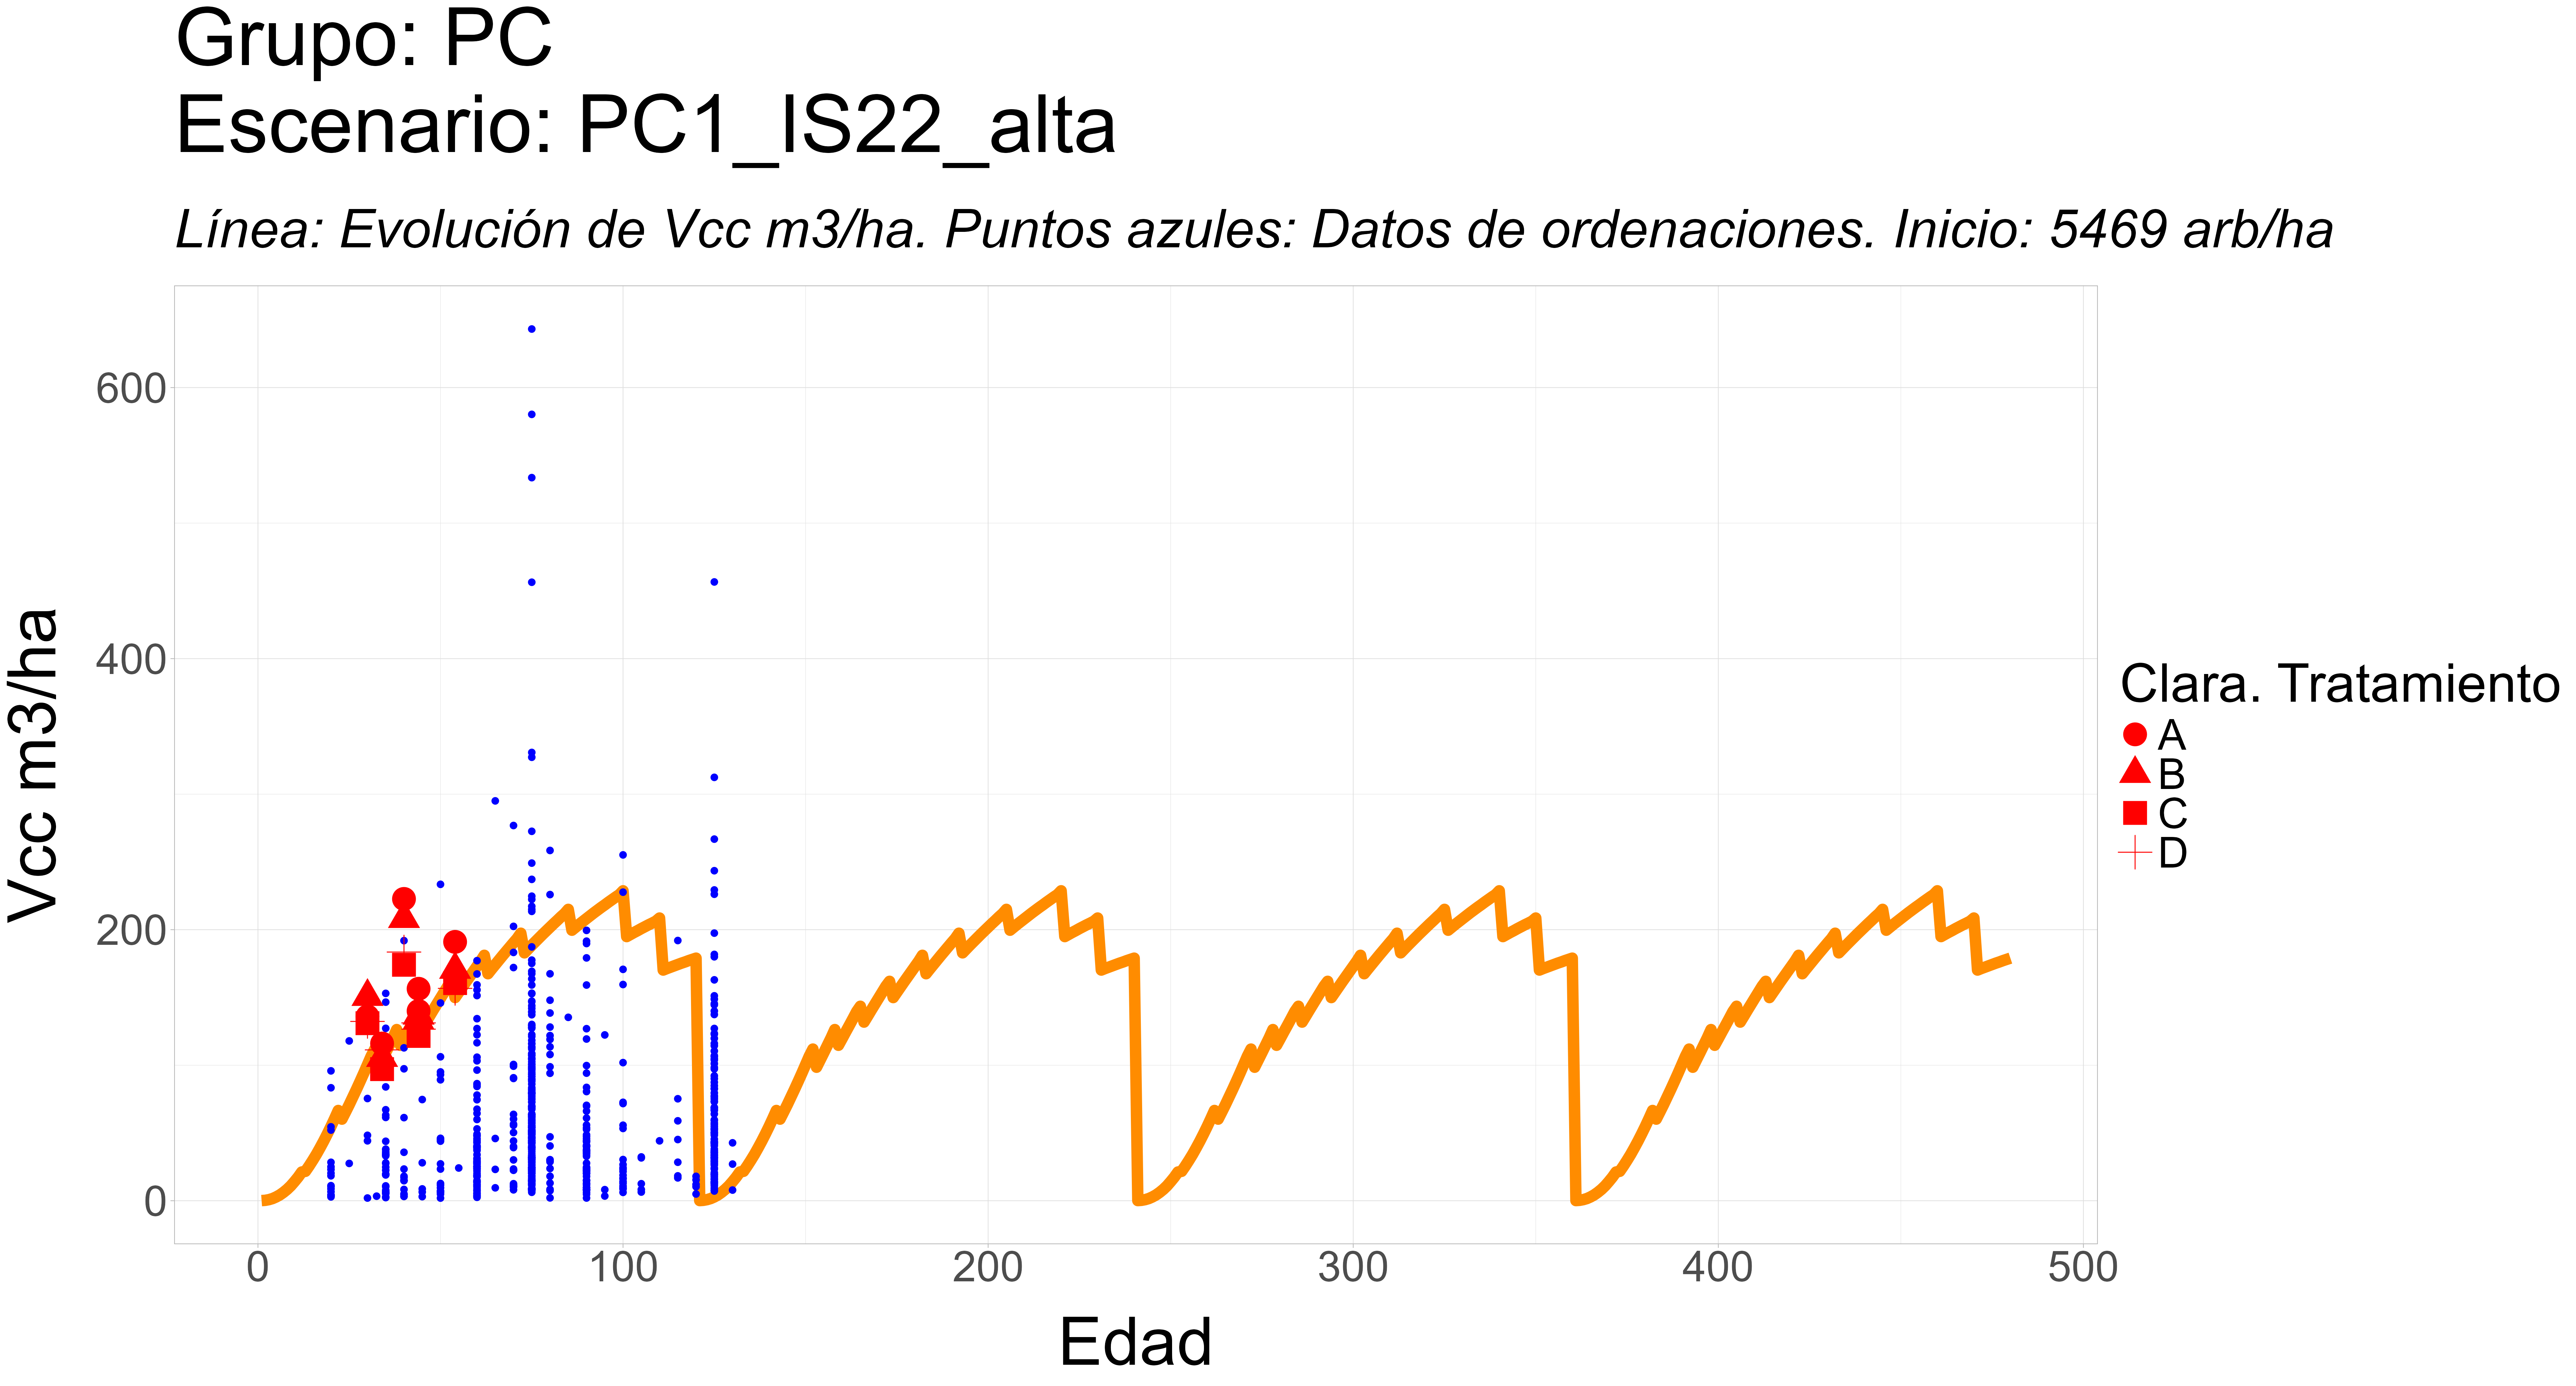 Grupo: PC
Escenario: PC1_IS22_alta
Línea: Evolución de Vcc m3/ha. Puntos azules: Datos de ordenaciones. Inicio: 5469 arb/ha
Vcc m3/ha
600
400
200
0
0 100 200 300 400 500
Edad
Clara. Tratamiento
A
B
C
D